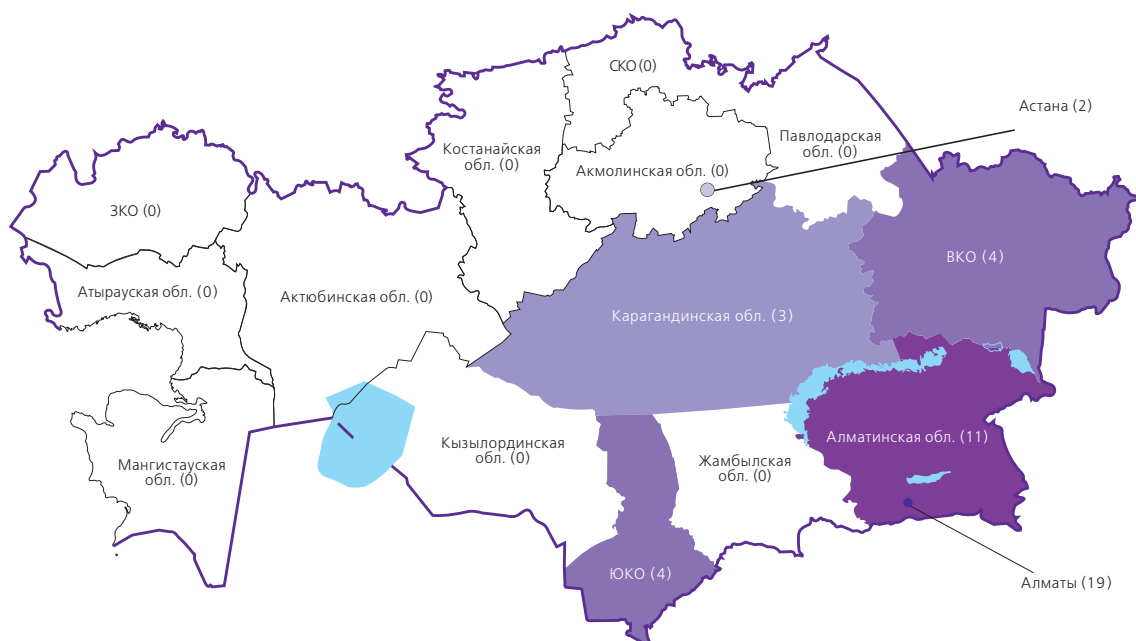 СКО(0)
Астана (2)
Костанайская
обл. (0)
Павлодарская
обл. (0)
Акмолинская обл. (0)
ЗКО (0)
ВКО (4)
Атырауская обл. (0)
Актюбинская обл. (0)
Карагандинская обл. (3)
Алматинская обл. (11)
Кызылординская
обл. (0)
Жамбылская
обл. (0)
Мангистауская
обл. (0)
ЮКО (4)
Алматы (19)